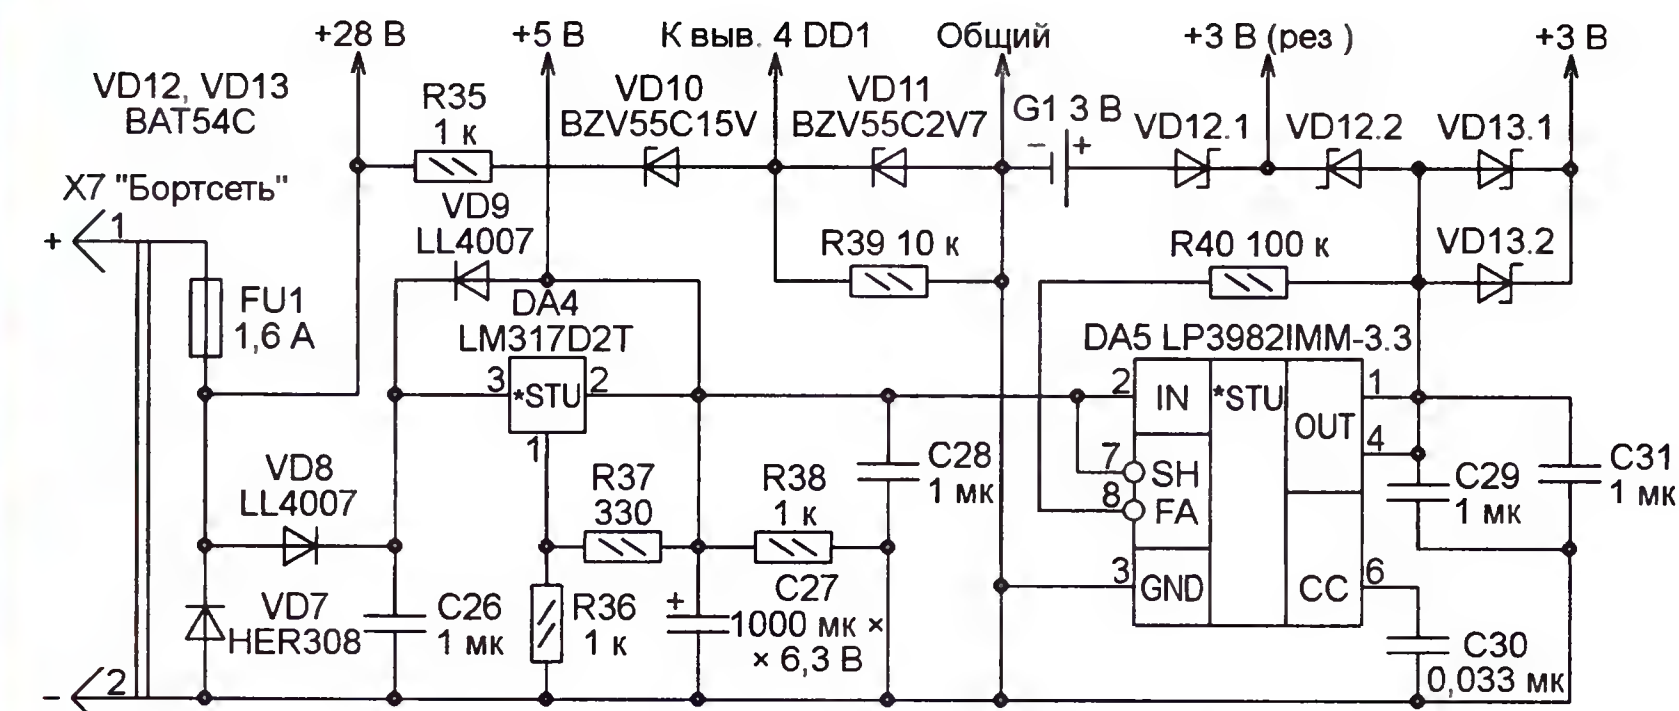 +28 В
+5 В
К выв. 4 DD1
Общий
+3 В (рез )
+3 В
VD12, VD13
BAT54C
R35
1 к
VD10
BZV55C15V
VD11
BZV55C2V7
G1 3 В
- +
VD12.1
VD12.2
VD13.1
X7 "Бортсеть"
+ 1
VD9
LL4007
R39 10 к
R40 100 к
VD13.2
FU1
1,6 А
DA4
LM317D2T
3 *STU 2
1
DA5 LP3982IMM-3.3
2 IN *STU OUT 1
4
7 SH
8 FA
3 GND CC 6
VD8
LL4007
R37
330
R38
1 к
C28
1 мк
C29
1 мк
C31
1 мк
VD7
HER308
C26
1 мк
R36
1 к
+
C27
1000 мк ×
× 6,3 В
C30
0,033 мк
- 2